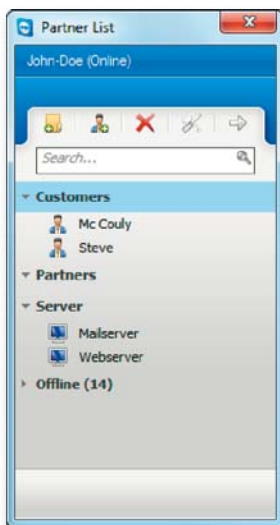 Partner List
John-Doe (Online)
Search...
Customers
Mc Couly
Steve
Partners
Server
Mailserver
Webserver
Offline (14)